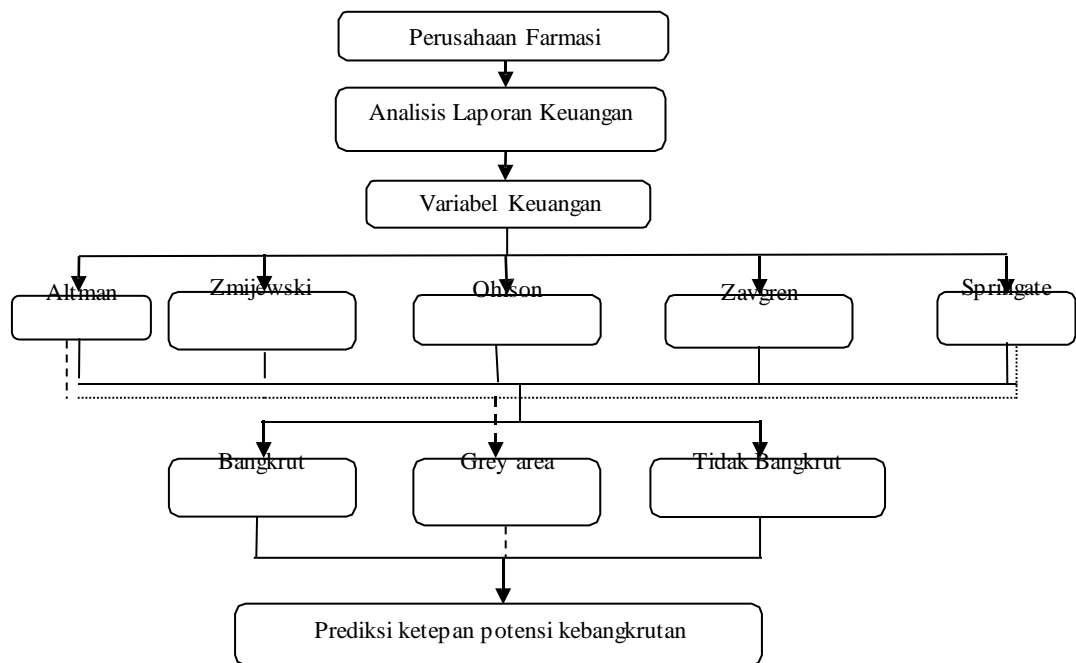 Perusahaan Farmasi
Analisis Laporan Keuangan
Variabel Keuangan
Altman
Zmijewski
Ohlson
Zavgren
Springate
Bangkrut
Grey area
Tidak Bangkrut
Prediksi ketepan potensi kebangkrutan